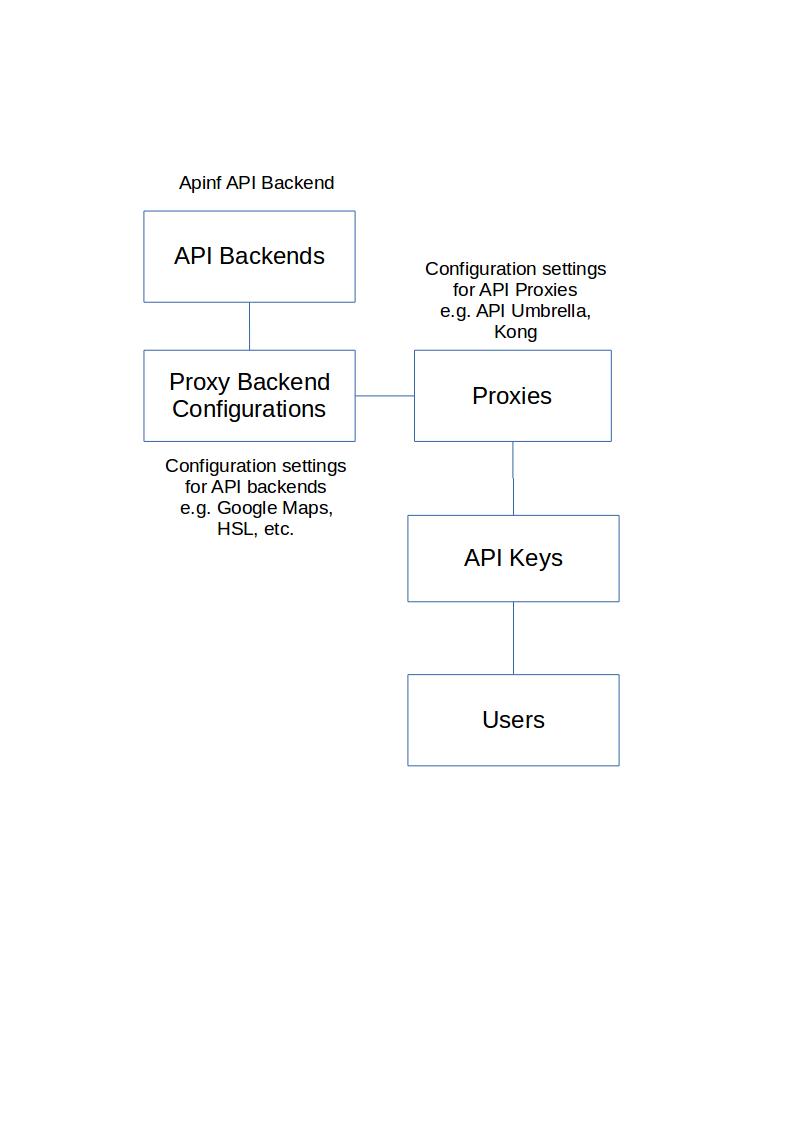 Apinf API Backend
API Backends
Configuration settings
for API Proxies
e.g. API Umbrella,
Kong
Proxy Backend
Configurations
Proxies
Configuration settings
for API backends
e.g. Google Maps,
HSL, etc.
API Keys
Users